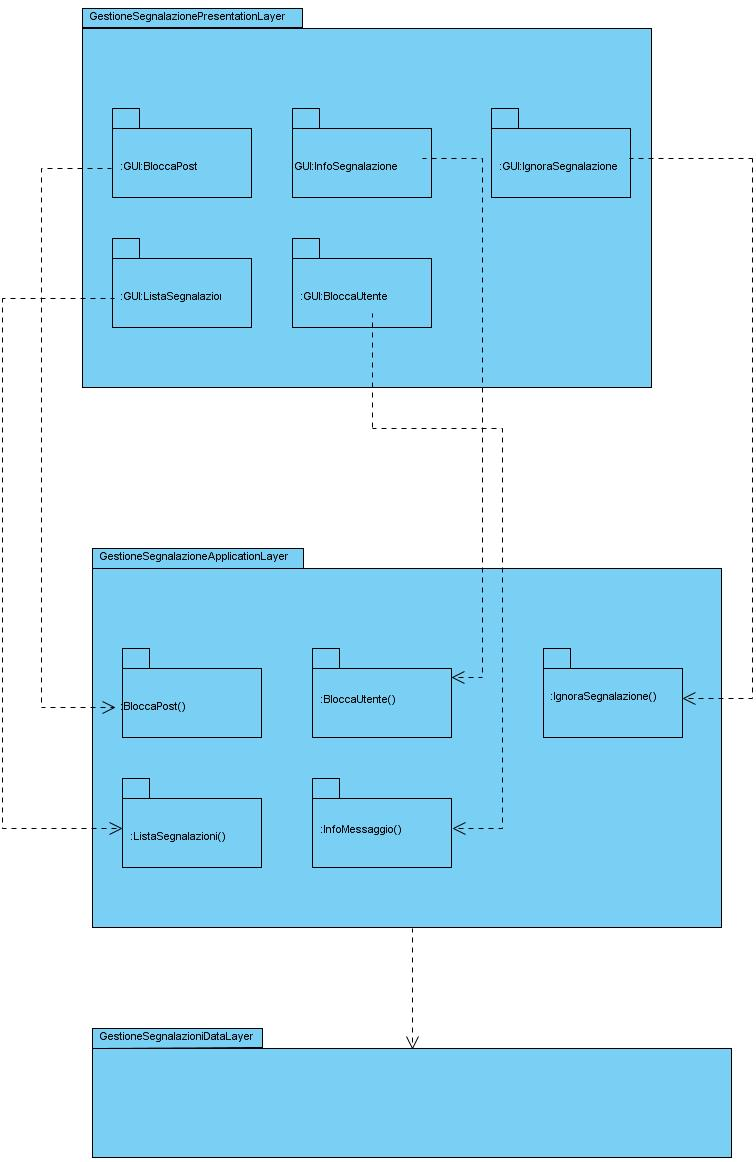 GestioneSegnalazionePresentationLayer
:GUI:BloccaPost
GUI:InfoSegnalazione
:GUI:IgnoraSegnalazione
:GUI:ListaSegnalazioi
:GUI:BloccaUtente
GestioneSegnalazioneApplicationLayer
:BloccaPost()
:BloccaUtente()
:IgnoraSegnalazione()
:ListaSegnalazioni()
:InfoMessaggio()
GestioneSegnalazioniDataLayer